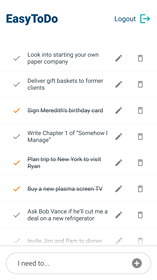 EasyToDo
Logout
Look into starting your own
paper company
Deliver gift baskets to former
clients
Sign Meredith's birthday card
Write Chapter 1 of "Somehow I
Manage"
Plan trip to New York to visit
Ryan
Buy a new plasma screen TV
Ask Bob Vance if he'll cut me a
deal on a new refrigerator
Invite Jim and Pam to dinner
I need to...